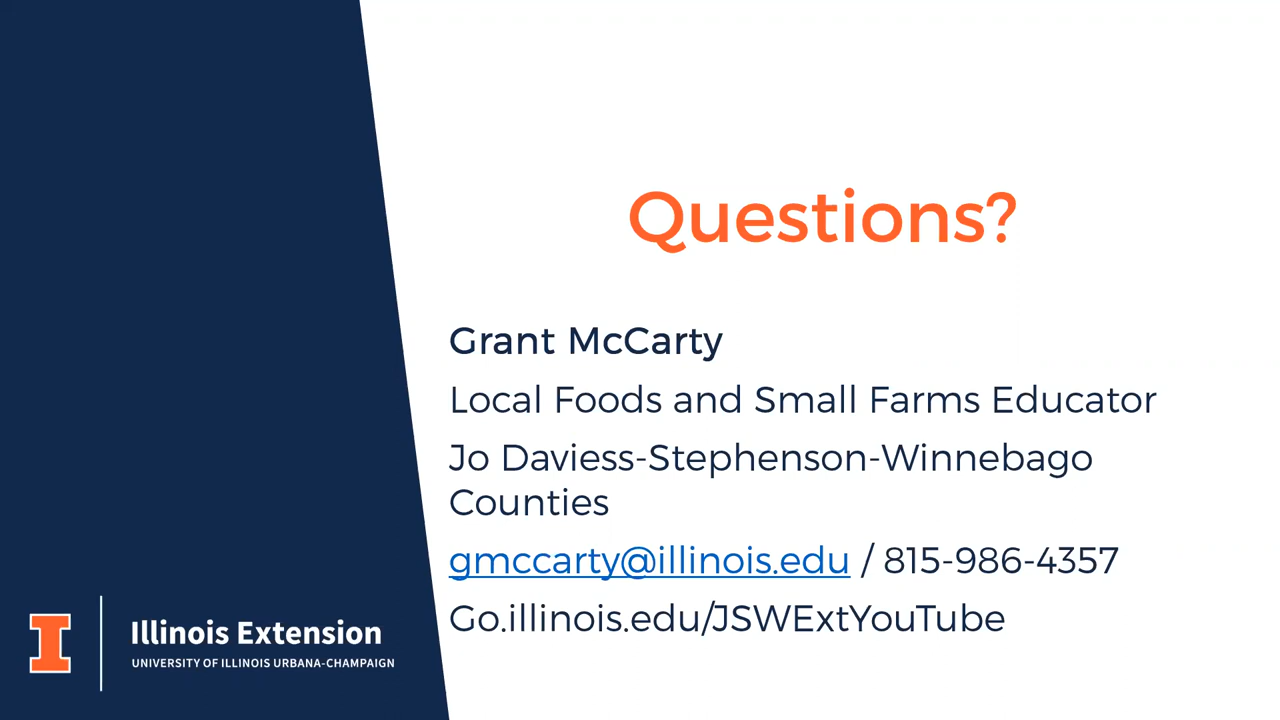 Questions?
Grant McCarty
Local Foods and Small Farms Educator
Jo Daviess-Stephenson-Winnebago
Counties
gmccarty@illinois.edu / 815-986-4357
Go.illinois.edu/JSWExtYouTube
I
Illinois Extension
UNIVERSITY OF ILLINOIS URBANA-CHAMPAIGN